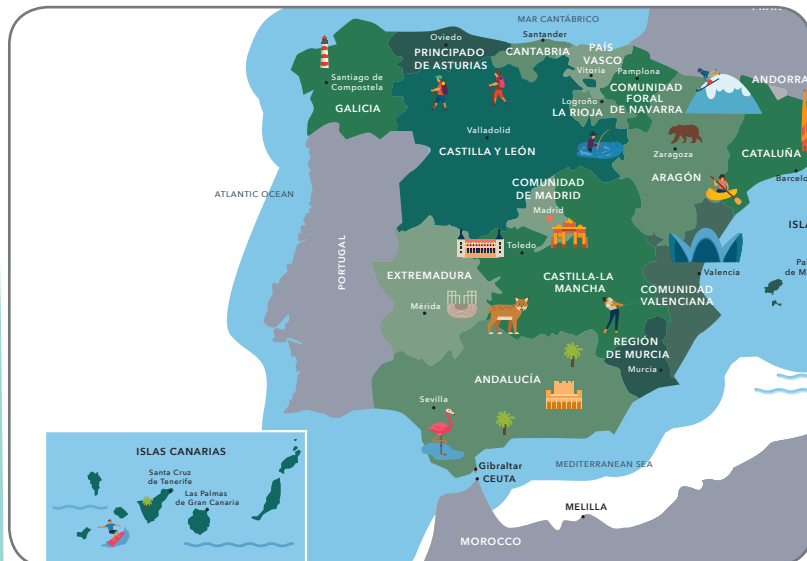 MAR CANTÁBRICO
Oviedo
Santander
PRINCIPADO
DE ASTURIAS
CANTABRIA
PAÍS
VASCO
Vitoria
Pamplona
COMUNIDAD
FORAL
DE NAVARRA
ANDORRA
Santiago de
Compostela
GALICIA
Logroño
LA RIOJA
Valladolid
CASTILLA Y LEÓN
Zaragoza
ARAGÓN
CATALUÑA
Barcelo
ATLANTIC OCEAN
COMUNIDAD
DE MADRID
Madrid
PORTUGAL
Toledo
EXTREMADURA
CASTILLA-LA
MANCHA
COMUNIDAD
VALENCIANA
Valencia
ISLA
Pal
de M
Mérida
REGIÓN
DE MURCIA
Murcia
ANDALUCÍA
Sevilla
ISLAS CANARIAS
Santa Cruz
de Tenerife
Las Palmas
de Gran Canaria
Gibraltar
CEUTA
MEDITERRANEAN SEA
MELILLA
MOROCCO